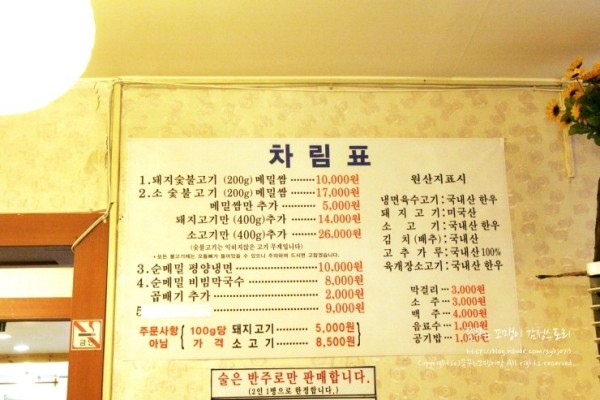 차림표
1.돼지숯불고기 (200g)메밀쌈 ········10,000원
2.소숯불고기 (200g)메밀쌈 ········17,000원
메밀쌈만 추가 ········ 5,000원
돼지고기만 (400g)추가 ········14,000원
소고기만 (400g)추가 ········26,000원
3.순메밀 평양냉면 ········10,000원
4.순메밀 비빔막국수 ········8,000원
곱배기 추가 ········2,000원
5 ········9,000원
주문사항 아님 (100g당 가격) 돼지고기 ········5,000원
소고기 ········8,500원
원산지표시
냉면육수고기:국내산 한우
돼지고기:미국산
소고기:국내산 한우
김치(배추):국내산
고추가루:국내산100%
육개장소고기:국내산 한우
막걸리 ····3,000원
소주 ····3,000원
맥주 ····4,000원
음료수 ····1,000원
공기밥 ····1,000원
술은 반주로만 판매합니다.
(2인 1병으로 한정합니다.)
금연